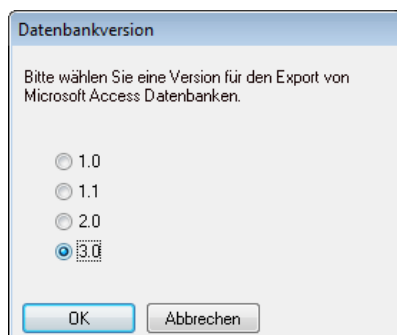 Datenbankversion
Bitte wählen Sie eine Version für den Export von
Microsoft Access Datenbanken.
1.0
1.1
2.0
3.0
OK Abbrechen